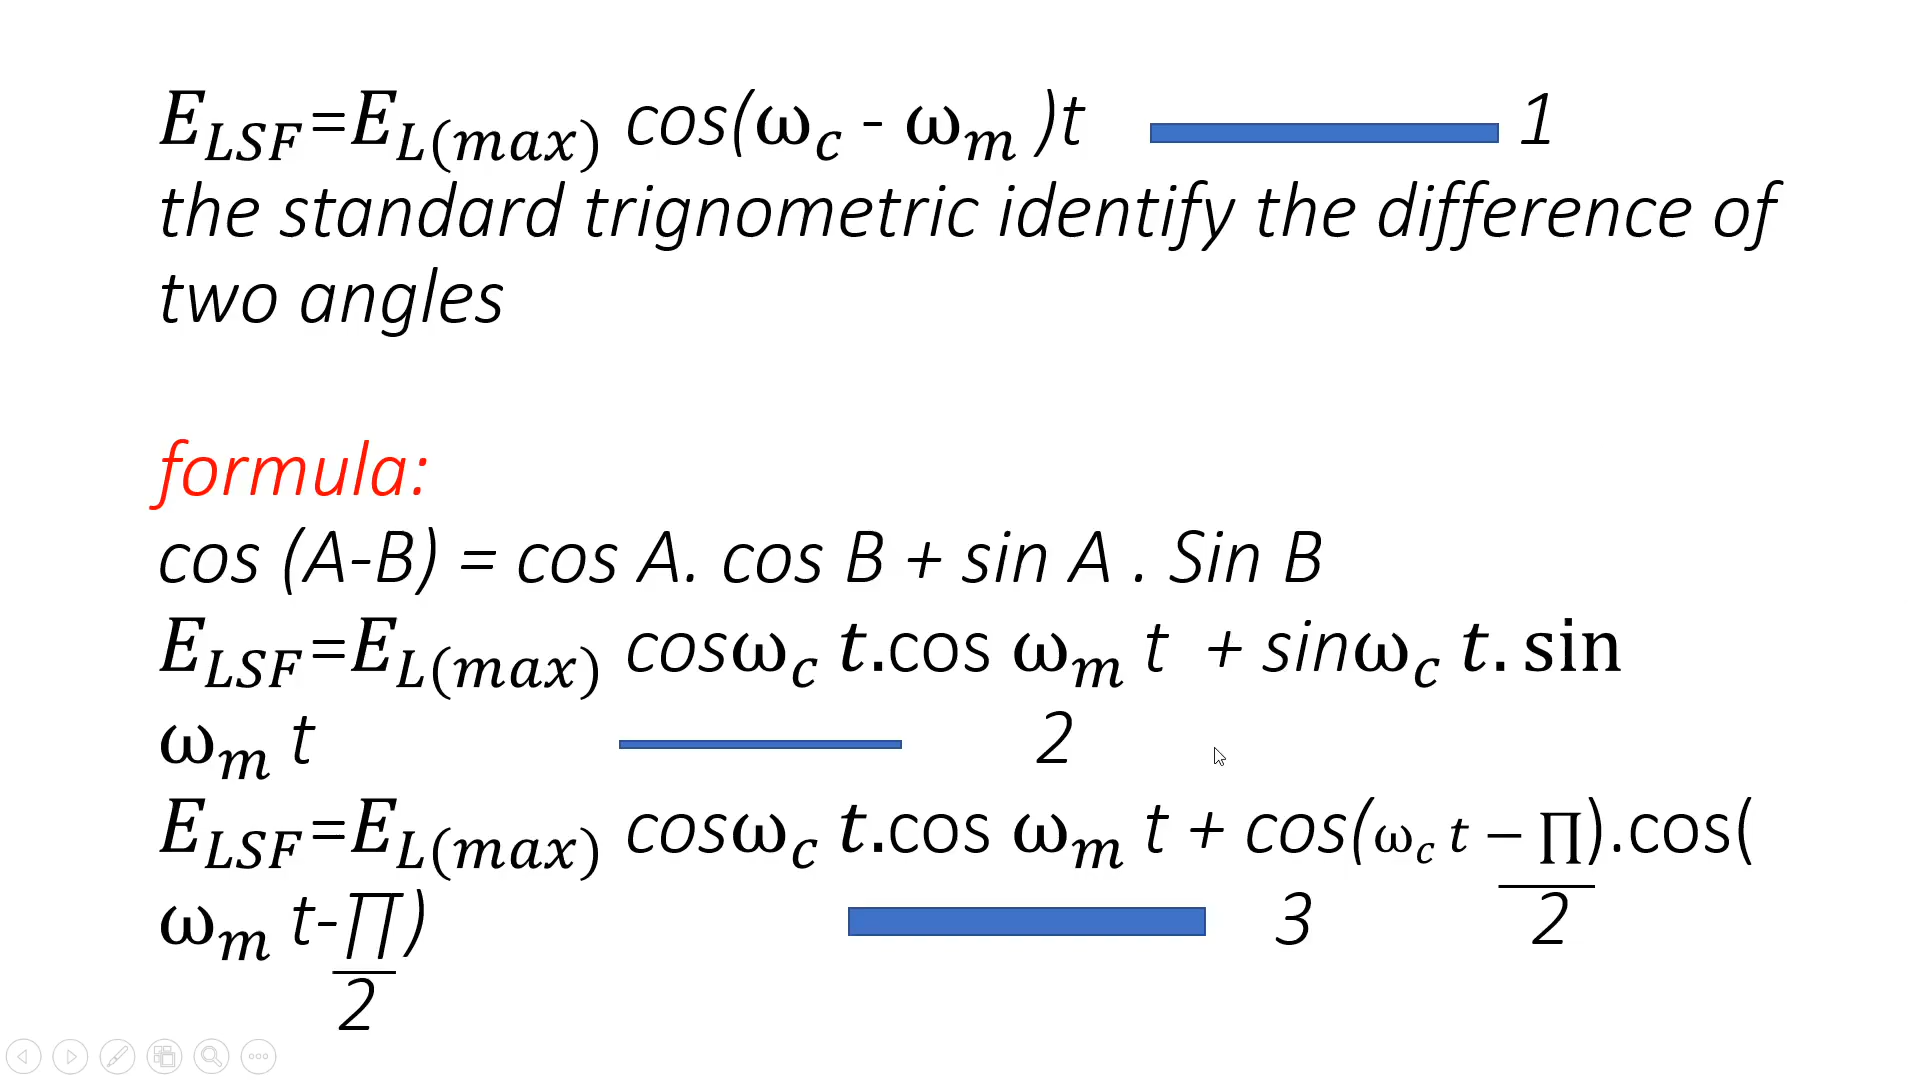 E_LSF=E_L(max) cos(ω_c - ω_m )t 1
the standard trignometric identify the difference of
two angles
formula:
cos (A-B) = cos A. cos B + sin A . Sin B
E_LSF=E_L(max) cosω_c t.cos ω_m t + sinω_c t. sin
ω_m t 2
E_LSF=E_L(max) cosω_c t.cos ω_m t + cos(ω_c t − ∏).cos(
ω_m t-∏) 3 2
2